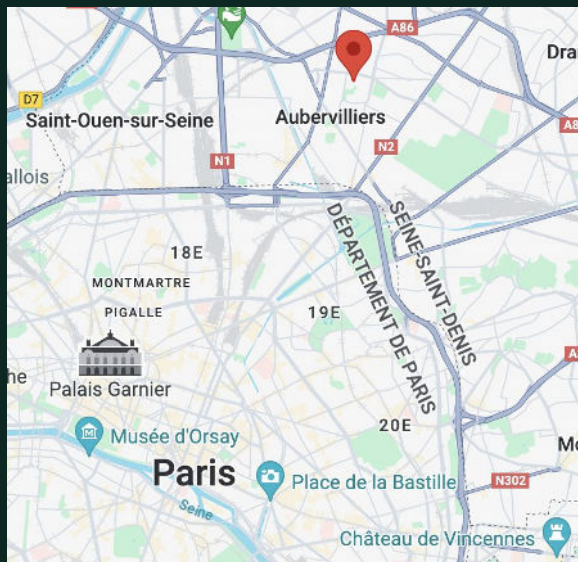 A86
Dra
D7
Saint-Ouen-sur-Seine
Aubervilliers
A8
N1
N2
allois
18E
MONTMARTRE
PIGALLE
19E
DÉPARTEMENT DE PARIS
SEINE-SAINT-DENIS
he
Palais Garnier
A
20E
Musée d'Orsay
Mo
Paris
Place de la Bastille
N302
Seine
Château de Vincennes